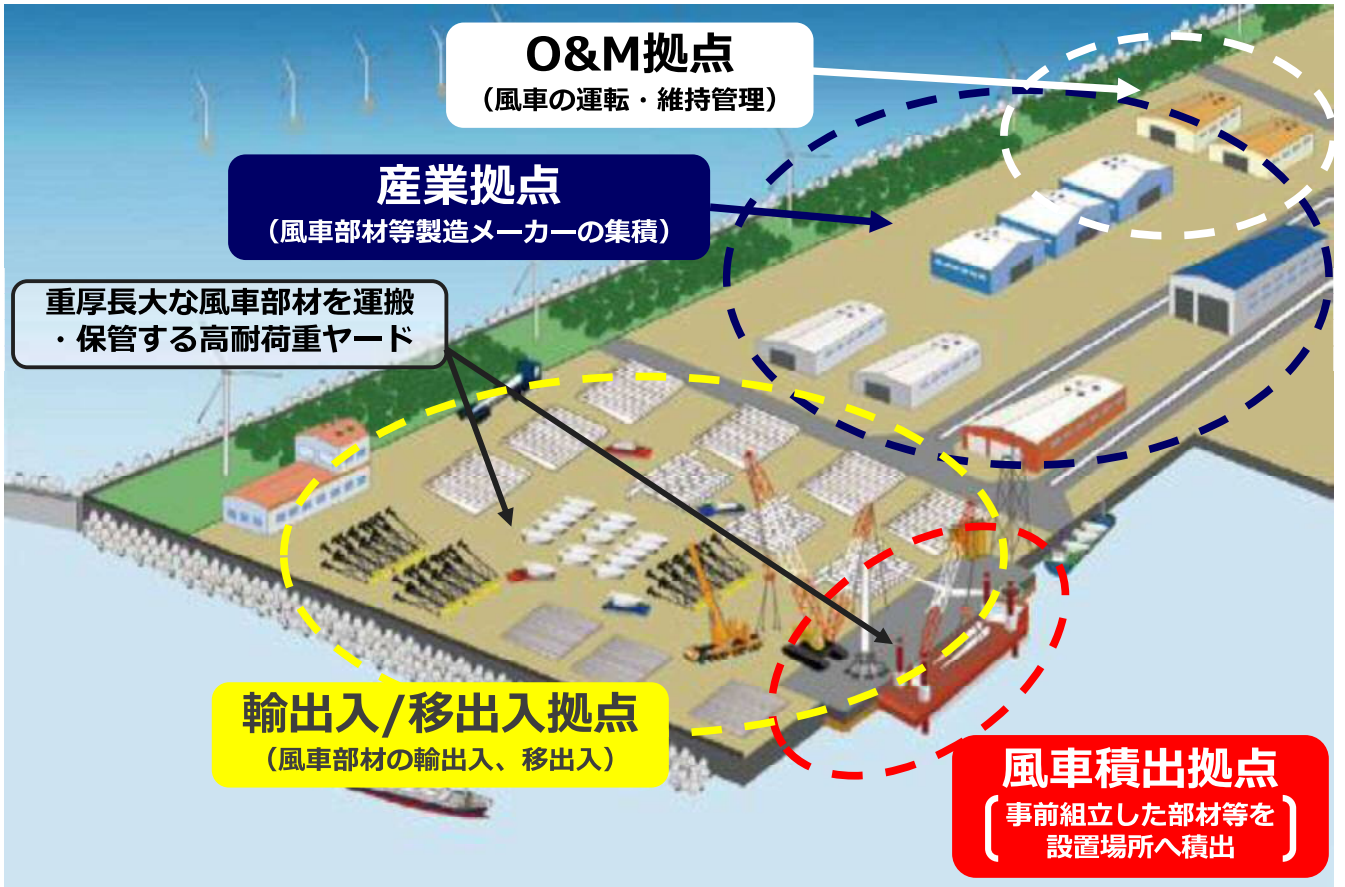 O&M拠点
（風車の運転・維持管理）
産業拠点
（風車部材等製造メーカーの集積）
重厚長大な風車部材を運搬
・保管する高耐荷重ヤード
輸出入/移出入拠点
（風車部材の輸出入、移出入）
風車積出拠点
事前組立した部材等を
設置場所へ積出